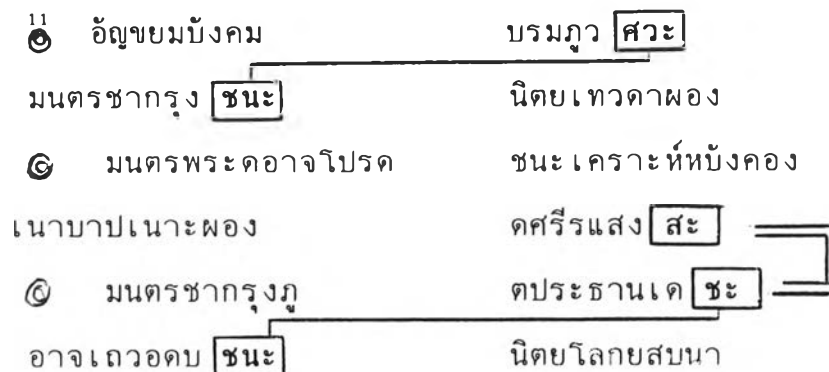 11
๏ อัญขยมบังคม บรมภูว ศวะ
มนตรชากรุง ชนะ นิตยเทวดาผอง
๏ มนตรพระดอาจโปรด ชนะเคราะห์หบังคอง
เนาบาปเนาะผอง ดศรีรแสง สะ
๏ มนตรชากรุงภู ตประธานเด ชะ
อาจเถวอดบ ชนะ นิตยโลกยสบนา